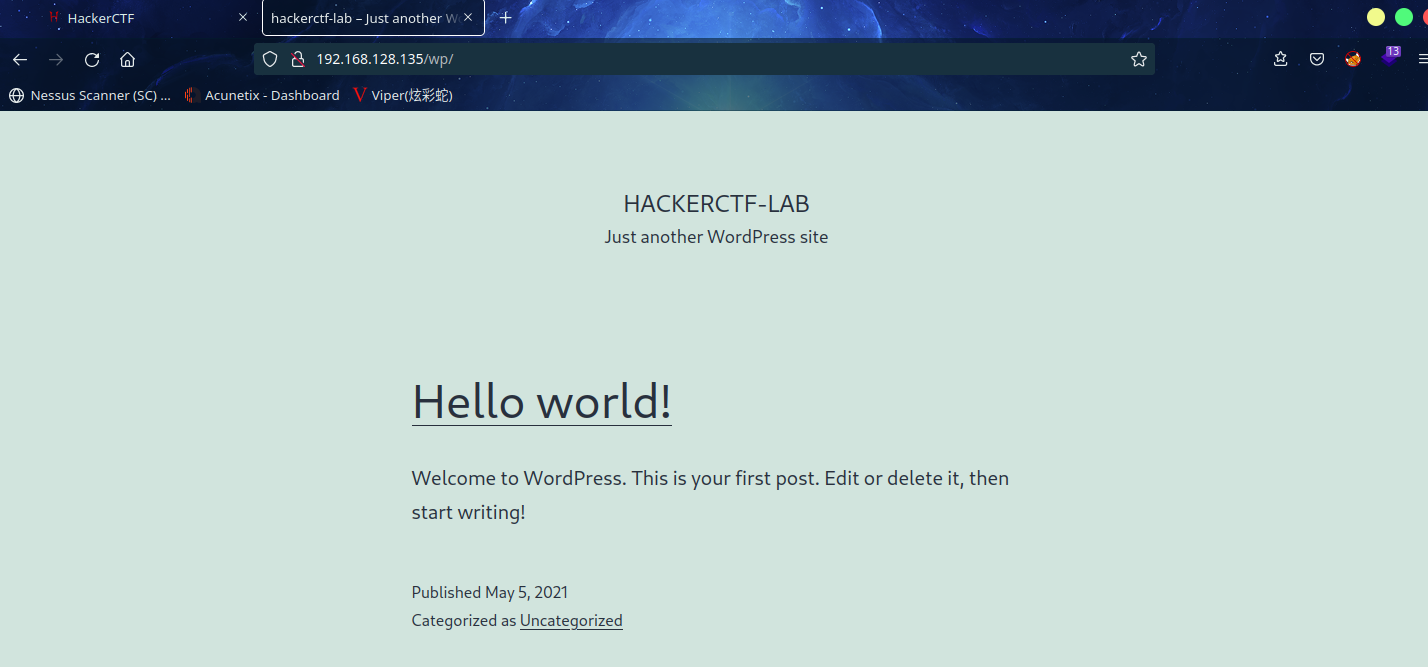 HackerCTF
hackerctf-lab – Just another W
192.168.128.135/wp/
13
Nessus Scanner (SC) ...
Acunetix - Dashboard
Viper(炫彩蛇)
HACKERCTF-LAB
Just another WordPress site
Hello world!
Welcome to WordPress. This is your first post. Edit or delete it, then
start writing!
Published May 5, 2021
Categorized as Uncategorized